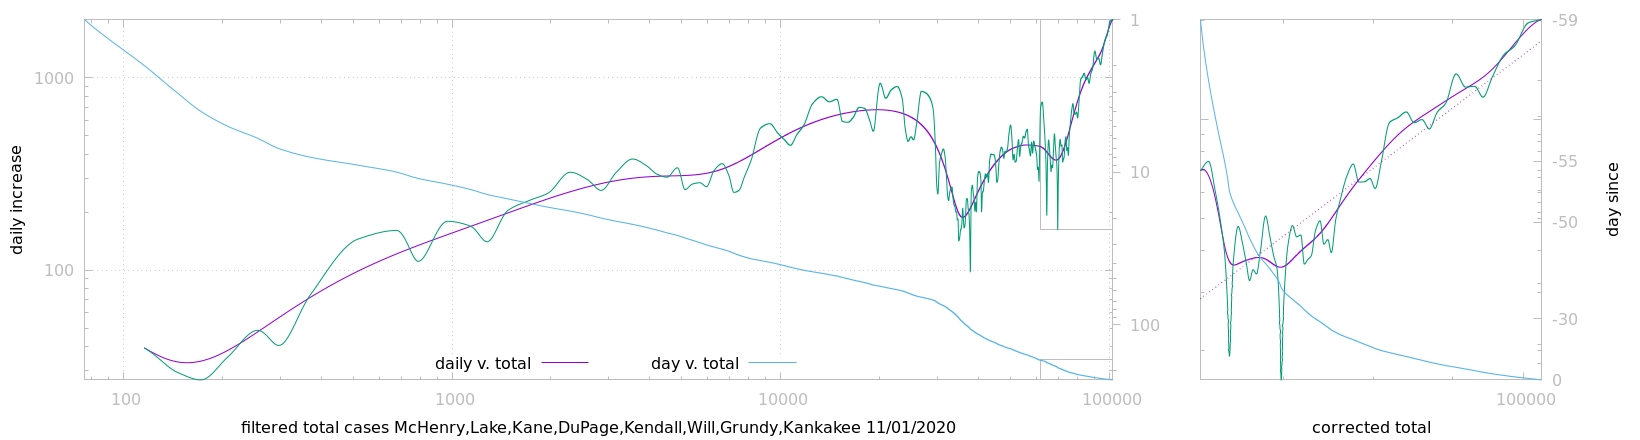 1
-59
1000
daily increase
10
-55
-50
day since
100
100
-30
daily v. total
day v. total
0
100
1000
10000
100000
100000
filtered total cases McHenry,Lake,Kane,DuPage,Kendall,Will,Grundy,Kankakee 11/01/2020
corrected total